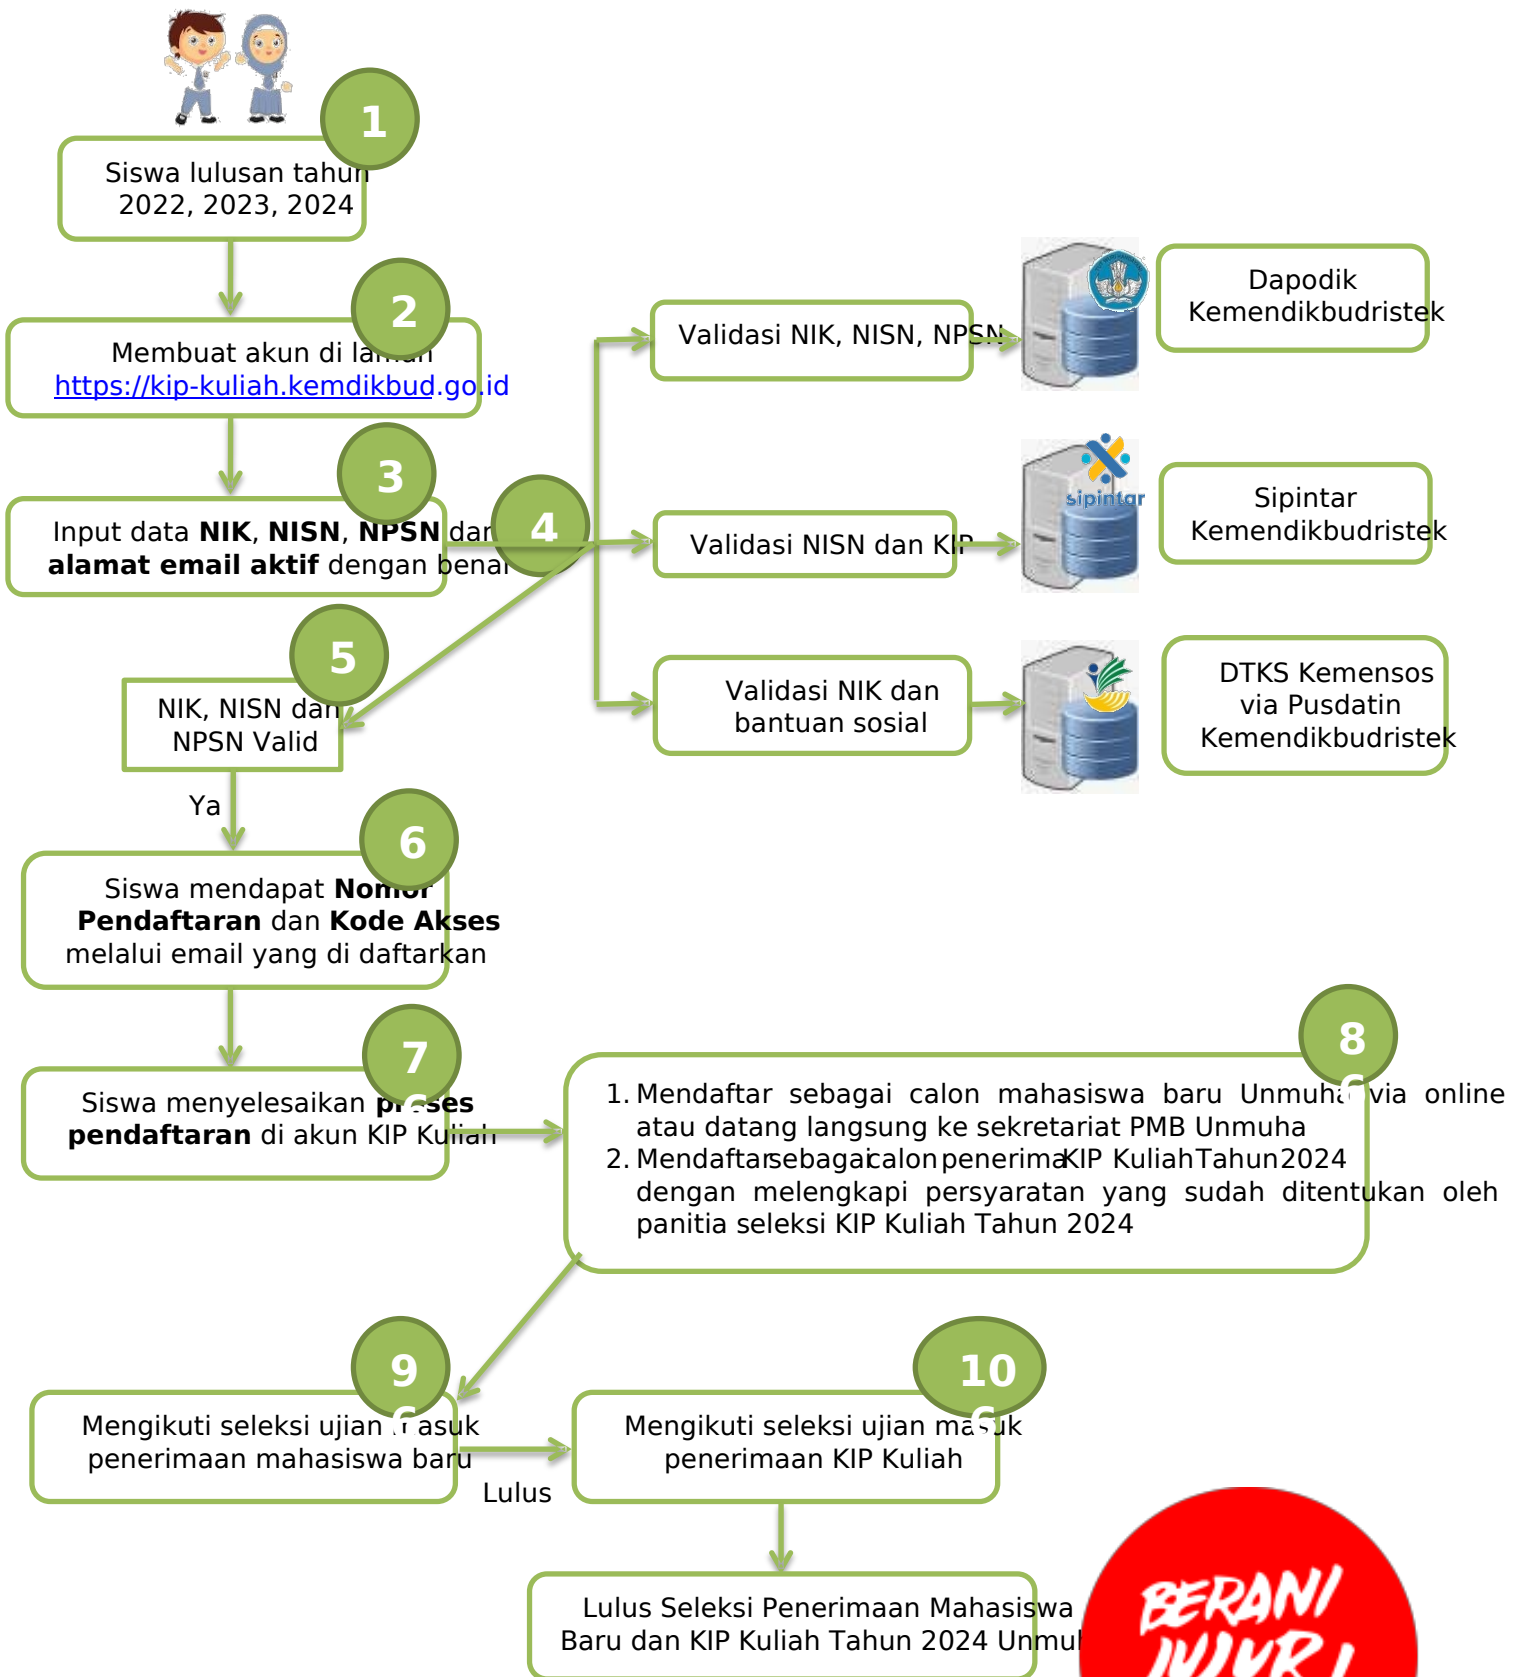 1
Siswa lulusan tahun
2022, 2023, 2024
2
Membuat akun di laman
https://kip-kuliah.kemdikbud.go.id
3
Input data NIK, NISN, NPSN dan
alamat email aktif dengan benar
4
Validasi NIK, NISN, NPSN
Dapodik
Kemendikbudristek
Validasi NISN dan KIP
sipintar
Sipintar
Kemendikbudristek
Validasi NIK dan
bantuan sosial
DTKS Kemensos
via Pusdatin
Kemendikbudristek
5
NIK, NISN dan
NPSN Valid
Ya
6
Siswa mendapat Nomor
Pendaftaran dan Kode Akses
melalui email yang di daftarkan
7
6
Siswa menyelesaikan proses
pendaftaran di akun KIP Kuliah
8
6
1. Mendaftar sebagai calon mahasiswa baru Unmuha via online
atau datang langsung ke sekretariat PMB Unmuha
2. Mendaftar sebagai calon penerima KIP Kuliah Tahun 2024
dengan melengkapi persyaratan yang sudah ditentukan oleh
panitia seleksi KIP Kuliah Tahun 2024
9
6
Mengikuti seleksi ujian masuk
penerimaan mahasiswa baru
Lulus
10
6
Mengikuti seleksi ujian masuk
penerimaan KIP Kuliah
Lulus Seleksi Penerimaan Mahasiswa
Baru dan KIP Kuliah Tahun 2024 Unmuh
BERANI
JUJUR!